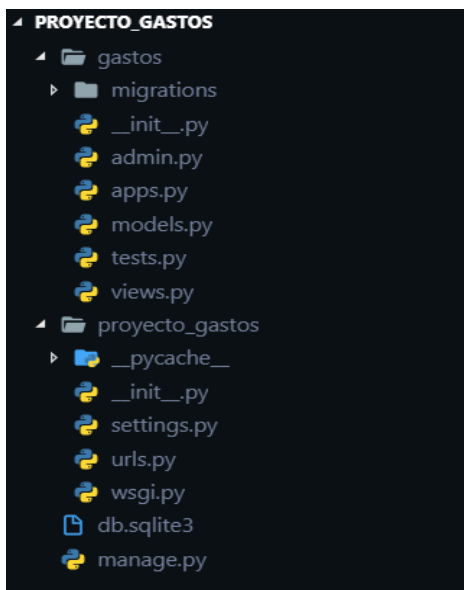 PROYECTO_GASTOS
gastos
migrations
__init__.py
admin.py
apps.py
models.py
tests.py
views.py
proyecto_gastos
__pycache__
__init__.py
settings.py
urls.py
wsgi.py
db.sqlite3
manage.py